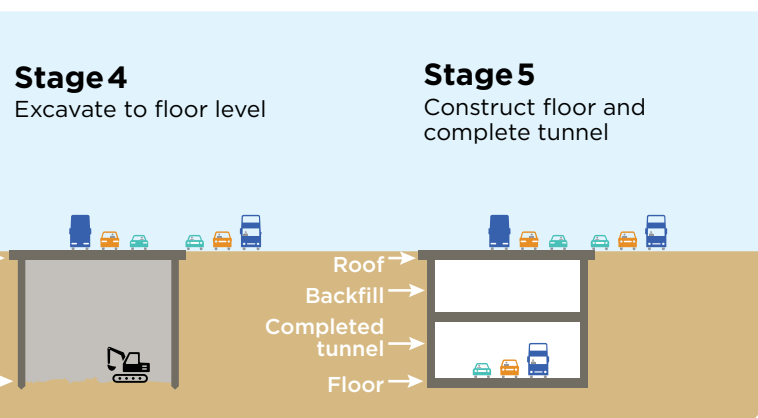 Stage 4
Excavate to floor level
Stage 5
Construct floor and
complete tunnel
Roof
Backfill
Completed
tunnel
Floor